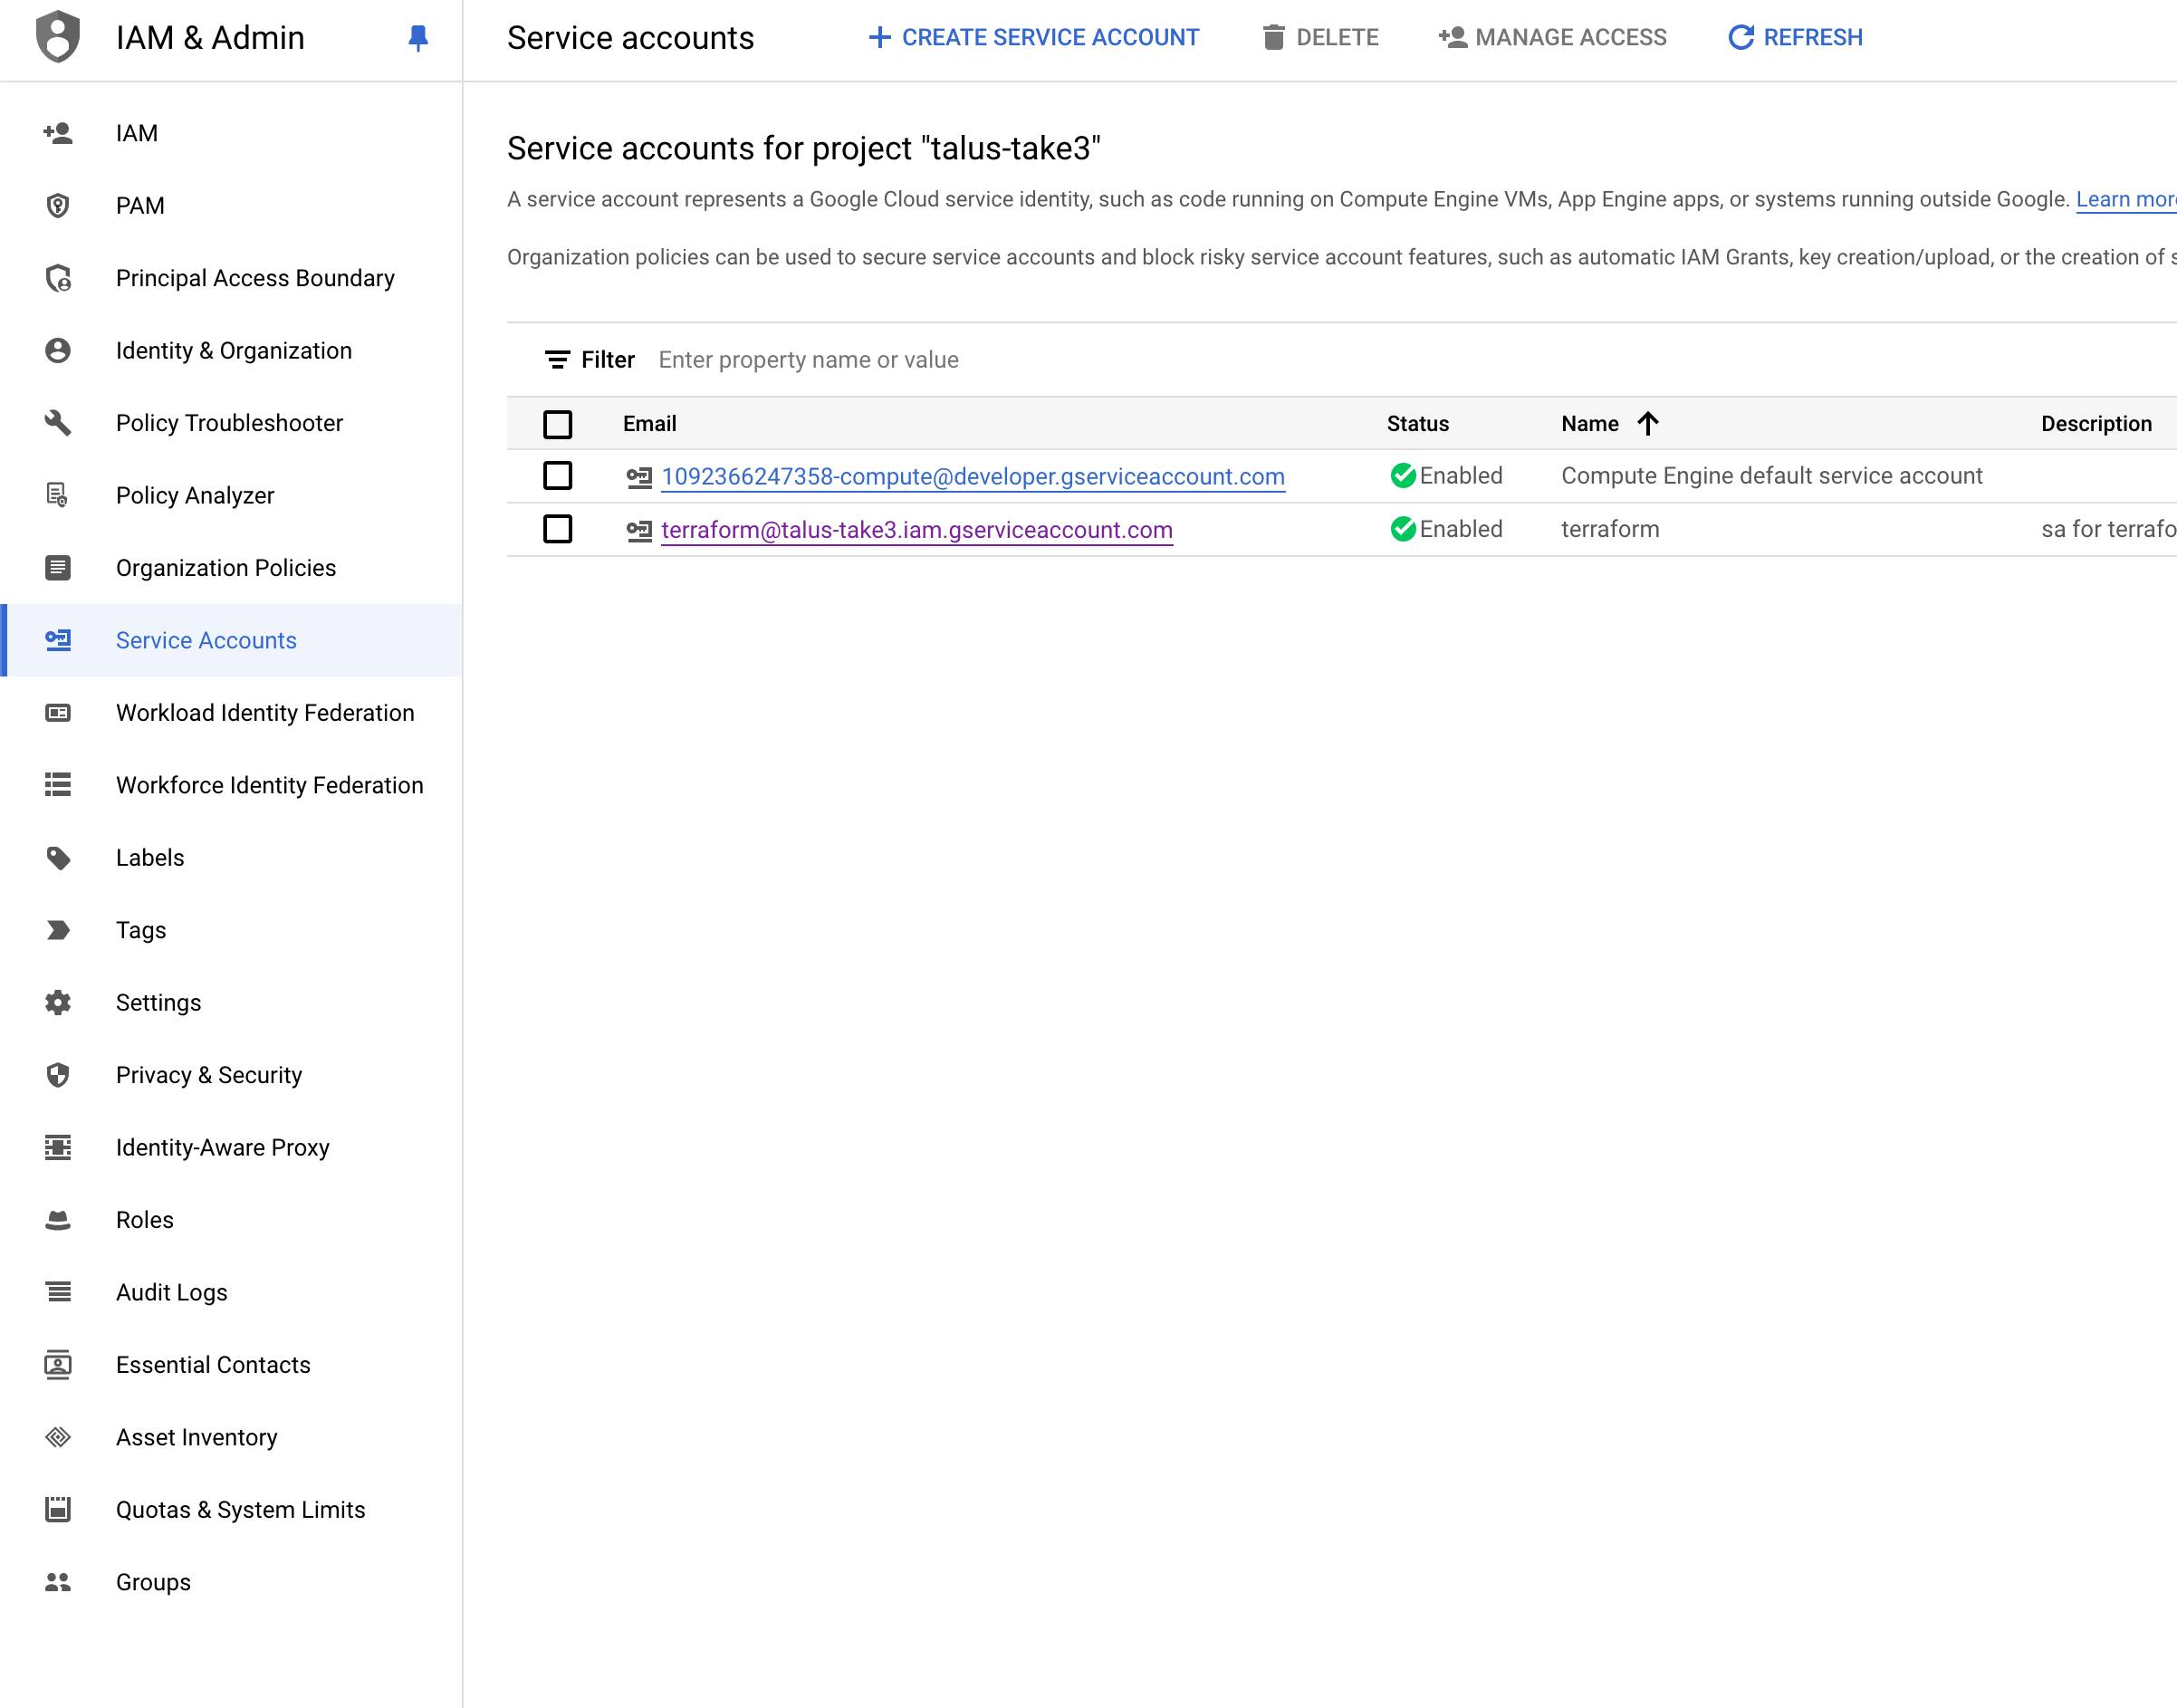 IAM & Admin
IAM
PAM
Principal Access Boundary
Identity & Organization
Policy Troubleshooter
Policy Analyzer
Organization Policies
Service Accounts
Workload Identity Federation
Workforce Identity Federation
Labels
Tags
Settings
Privacy & Security
Identity-Aware Proxy
Roles
Audit Logs
Essential Contacts
Asset Inventory
Quotas & System Limits
Groups
Service accounts CREATE SERVICE ACCOUNT DELETE MANAGE ACCESS REFRESH
Service accounts for project "talus-take3"
A service account represents a Google Cloud service identity, such as code running on Compute Engine VMs, App Engine apps, or systems running outside Google. Learn more
Organization policies can be used to secure service accounts and block risky service account features, such as automatic IAM Grants, key creation/upload, or the creation of
Filter Enter property name or value
Email Status Name Description
1092366247358-compute@developer.gserviceaccount.com Enabled Compute Engine default service account
terraform@talus-take3.iam.gserviceaccount.com Enabled terraform sa for terrafo